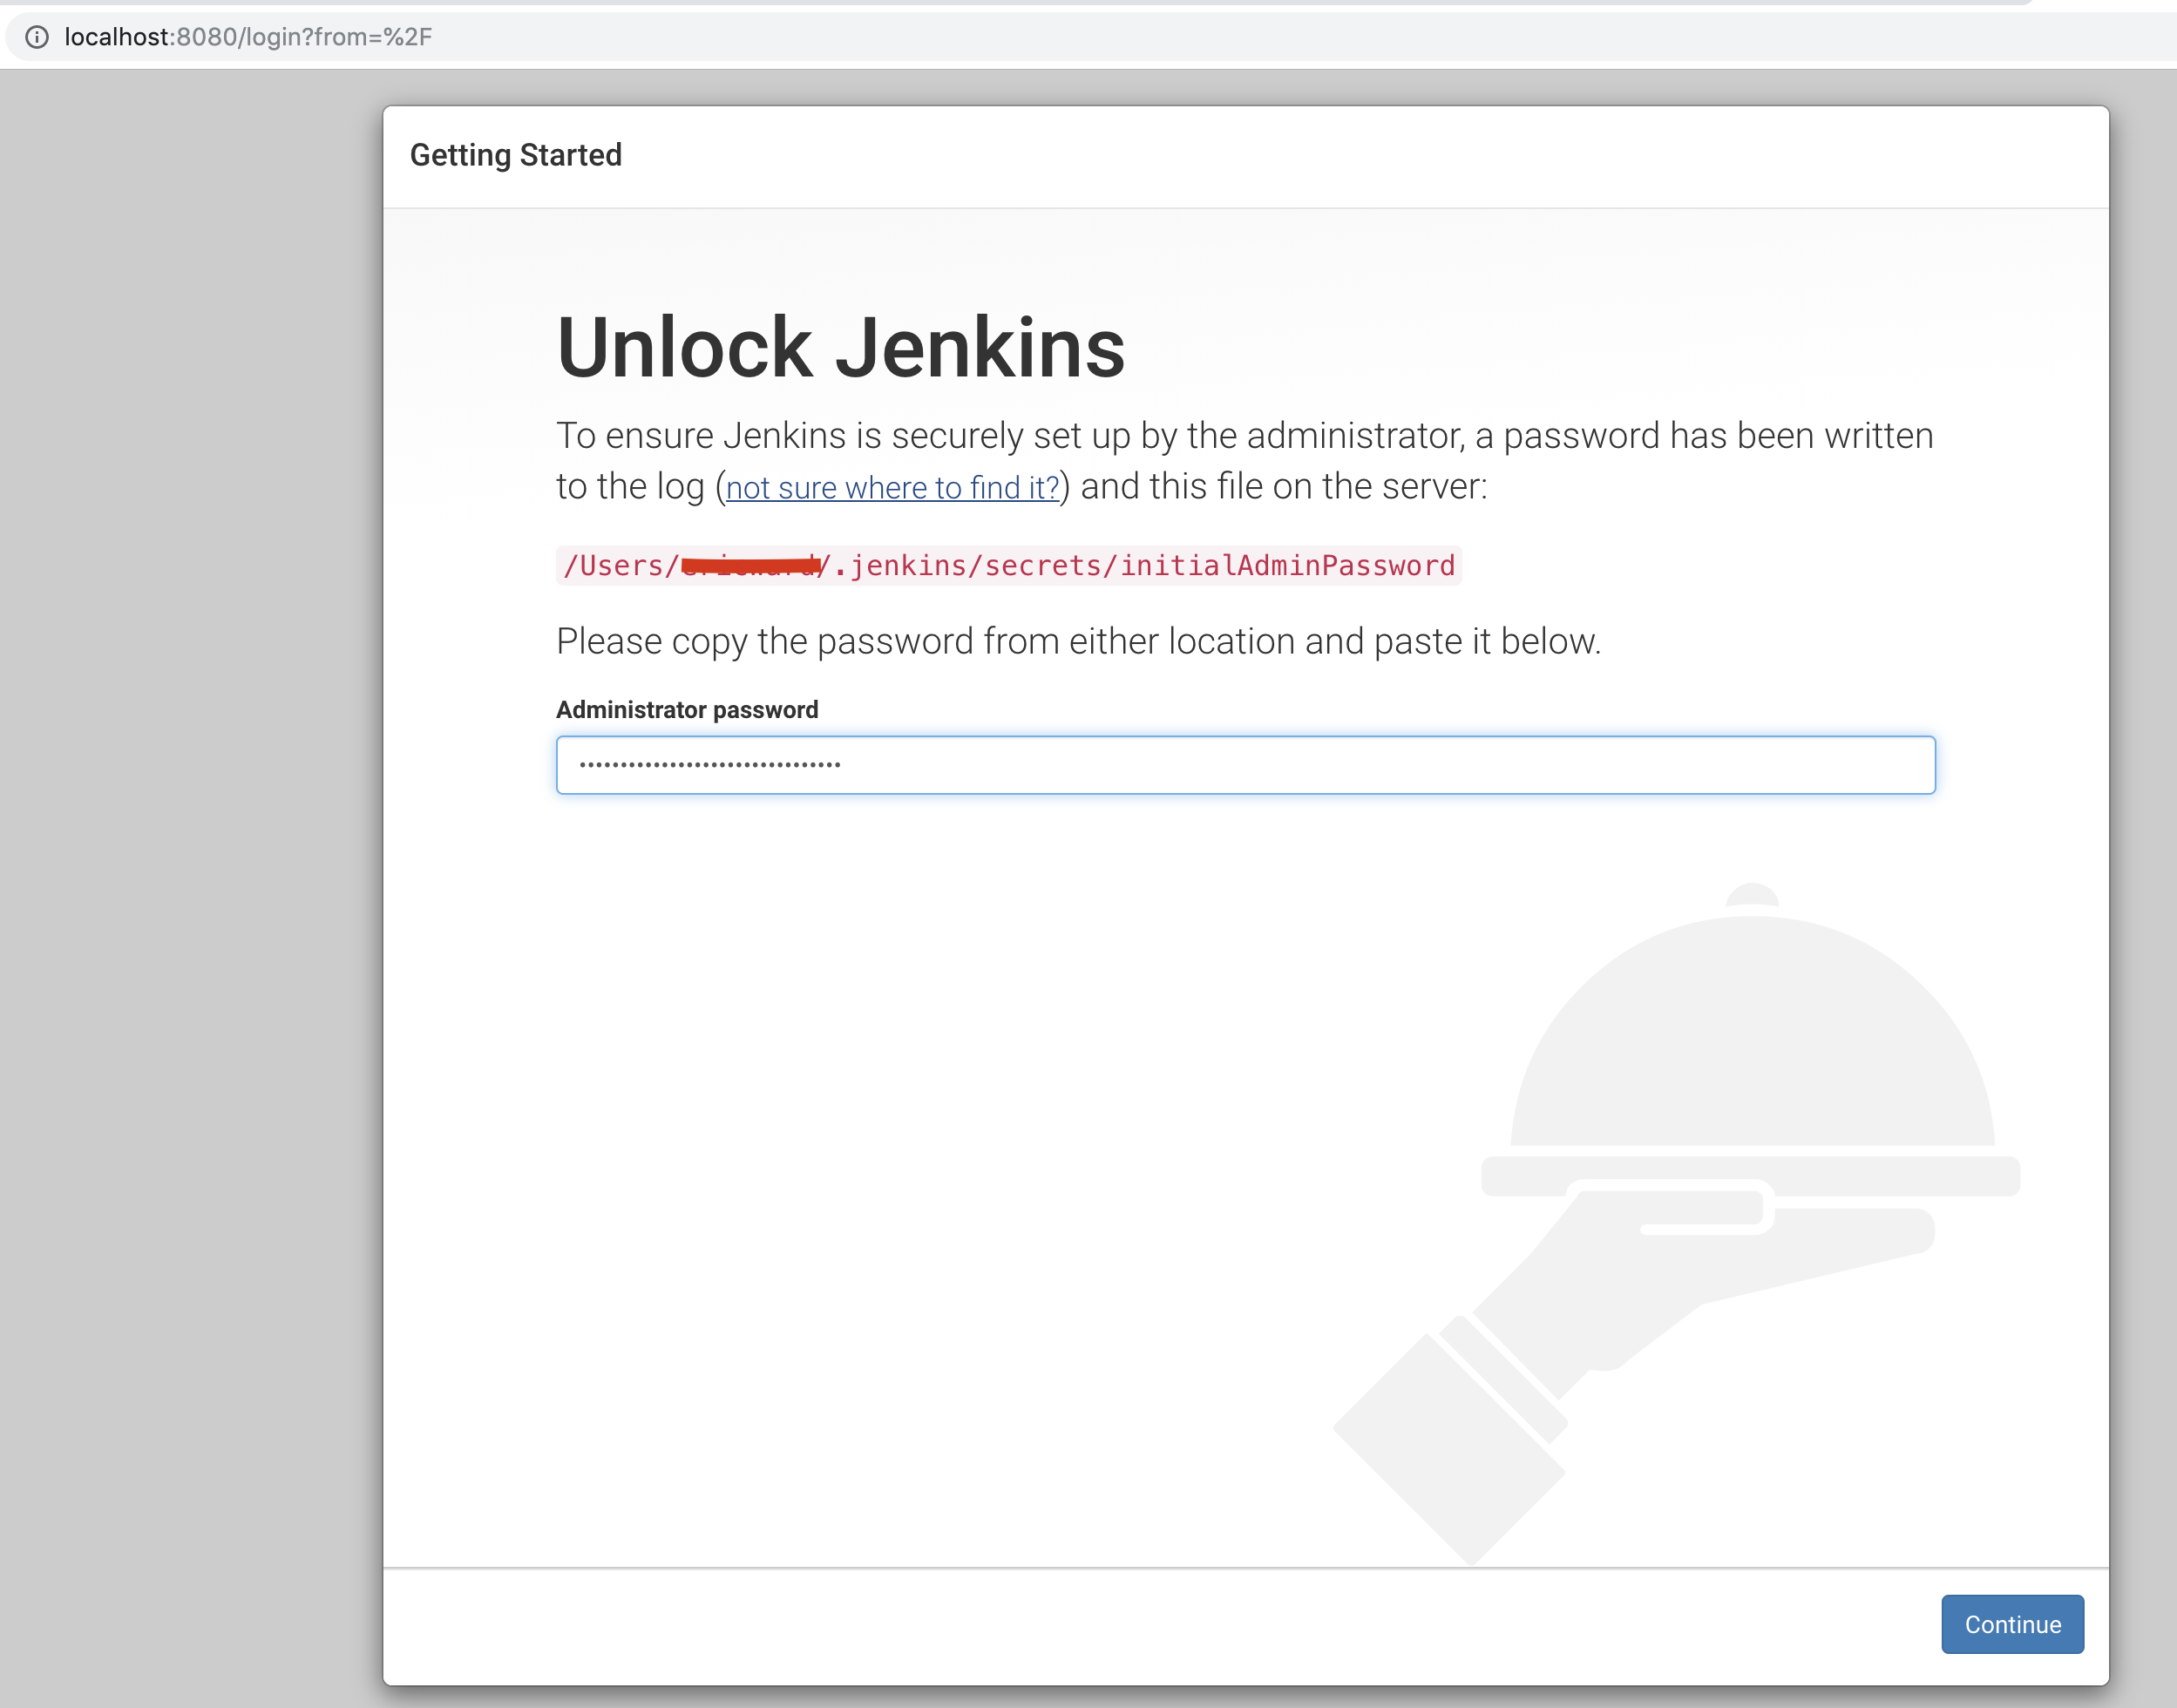 localhost:8080/login?from=%2F
Getting Started
Unlock Jenkins
To ensure Jenkins is securely set up by the administrator, a password has been written
to the log (not sure where to find it?) and this file on the server:
/Users/ /.jenkins/secrets/initialAdminPassword
Please copy the password from either location and paste it below.
Administrator password
Continue